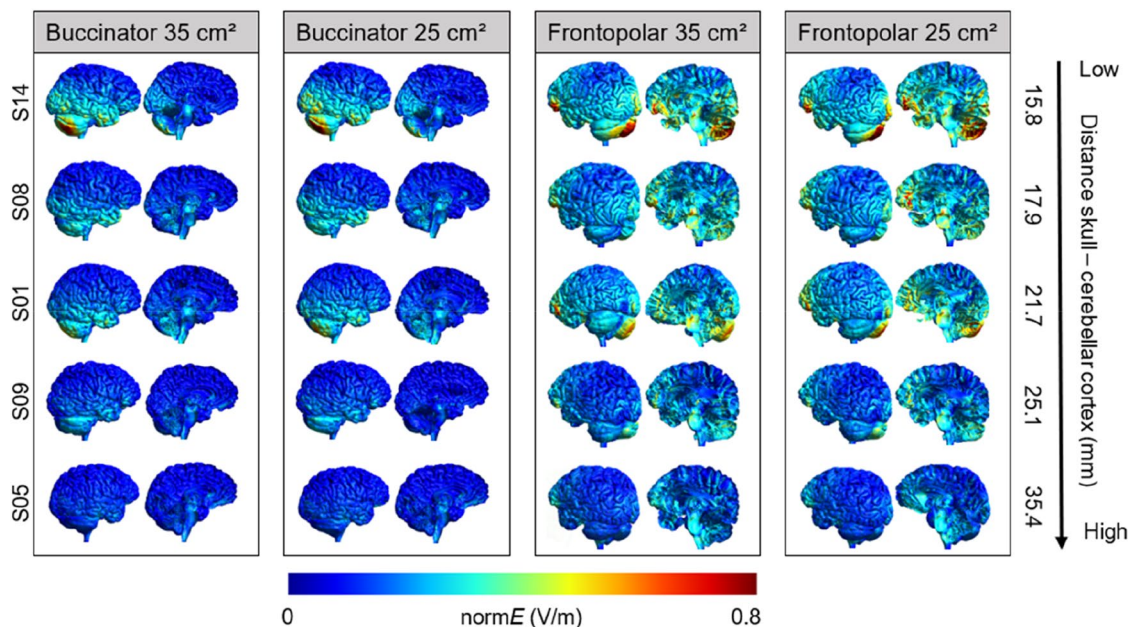 Buccinator 35 cm²
Buccinator 25 cm²
Frontopolar 35 cm²
Frontopolar 25 cm²
S14
15.8
S08
17.9
S01
21.7
S09
25.1
S05
35.4
Low
Distance skull – cerebellar cortex (mm)
High
0
normE (V/m)
0.8